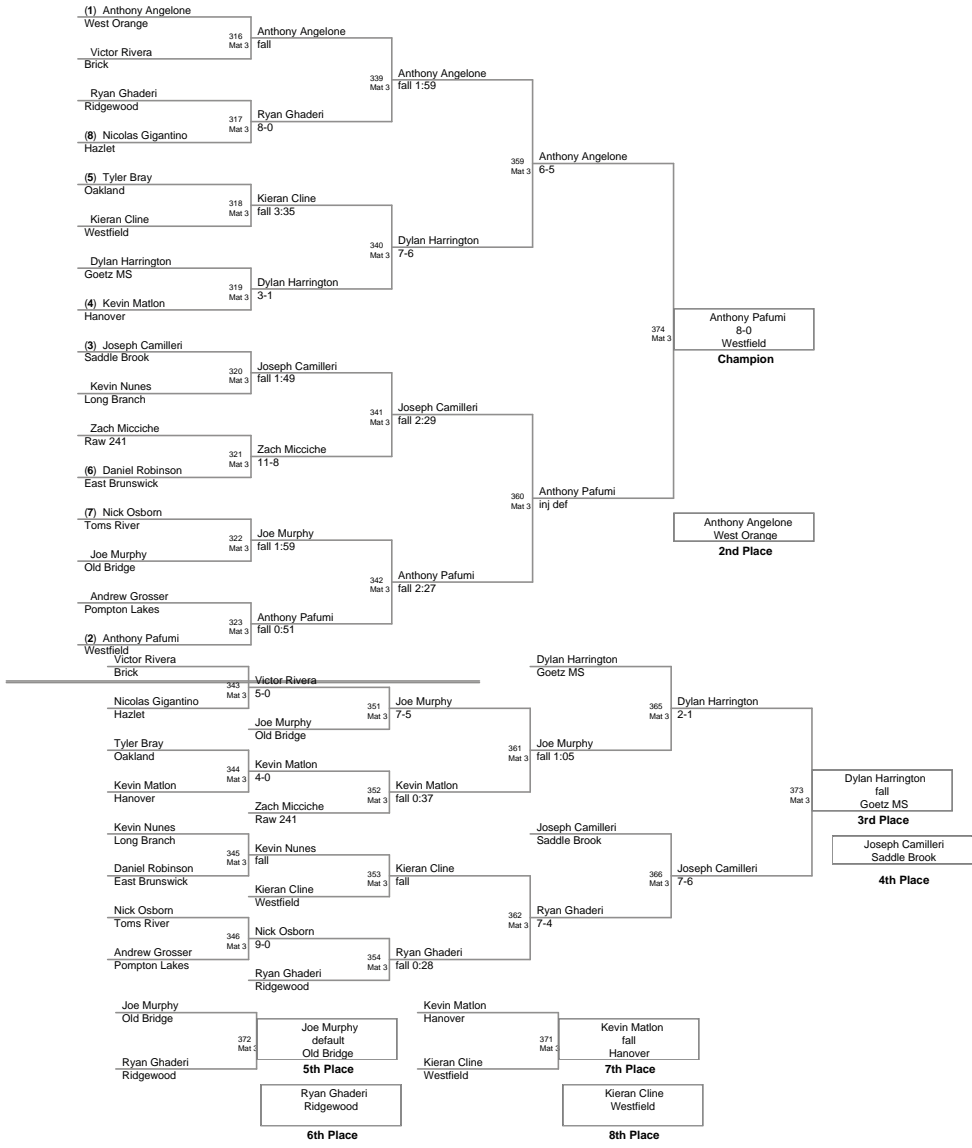 (1) Anthony Angelone
West Orange
316
Mat 3
Anthony Angelone
fall
Victor Rivera
Brick
339
Mat 3
Anthony Angelone
fall 1:59
Ryan Ghaderi
Ridgewood
317
Mat 3
Ryan Ghaderi
8-0
(8) Nicolas Gigantino
Hazlet
359
Mat 3
Anthony Angelone
6-5
(5) Tyler Bray
Oakland
318
Mat 3
Kieran Cline
fall 3:35
Kieran Cline
Westfield
340
Mat 3
Dylan Harrington
7-6
Dylan Harrington
Goetz MS
319
Mat 3
Dylan Harrington
3-1
(4) Kevin Matlon
Hanover
374
Mat 3
Anthony Pafumi
8-0
Westfield
Champion
(3) Joseph Camilleri
Saddle Brook
320
Mat 3
Joseph Camilleri
fall 1:49
Kevin Nunes
Long Branch
341
Mat 3
Joseph Camilleri
fall 2:29
Zach Micciche
Raw 241
321
Mat 3
Zach Micciche
11-8
(6) Daniel Robinson
East Brunswick
360
Mat 3
Anthony Pafumi
inj def
(7) Nick Osborn
Toms River
322
Mat 3
Joe Murphy
fall 1:59
Anthony Angelone
West Orange
2nd Place
Joe Murphy
Old Bridge
342
Mat 3
Anthony Pafumi
fall 2:27
Andrew Grosser
Pompton Lakes
323
Mat 3
Anthony Pafumi
fall 0:51
(2) Anthony Pafumi
Westfield
Victor Rivera
Brick
343
Mat 3
Victor Rivera
5-0
Nicolas Gigantino
Hazlet
351
Mat 3
Joe Murphy
7-5
Joe Murphy
Old Bridge
Dylan Harrington
Goetz MS
365
Mat 3
Dylan Harrington
2-1
361
Mat 3
Joe Murphy
fall 1:05
Tyler Bray
Oakland
344
Mat 3
Kevin Matlon
4-0
Kevin Matlon
Hanover
352
Mat 3
Kevin Matlon
fall 0:37
Zach Micciche
Raw 241
373
Mat 3
Dylan Harrington
fall
Goetz MS
3rd Place
Kevin Nunes
Long Branch
345
Mat 3
Kevin Nunes
fall
Daniel Robinson
East Brunswick
353
Mat 3
Kieran Cline
fall
Kieran Cline
Westfield
Joseph Camilleri
Saddle Brook
366
Mat 3
Joseph Camilleri
7-6
Joseph Camilleri
Saddle Brook
4th Place
362
Mat 3
Ryan Ghaderi
7-4
Nick Osborn
Toms River
346
Mat 3
Nick Osborn
9-0
Andrew Grosser
Pompton Lakes
354
Mat 3
Ryan Ghaderi
fall 0:28
Ryan Ghaderi
Ridgewood
Joe Murphy
Old Bridge
372
Mat 3
Joe Murphy
default
Old Bridge
5th Place
Ryan Ghaderi
Ridgewood
Ryan Ghaderi
Ridgewood
6th Place
Kevin Matlon
Hanover
371
Mat 3
Kevin Matlon
fall
Hanover
7th Place
Kieran Cline
Westfield
Kieran Cline
Westfield
8th Place